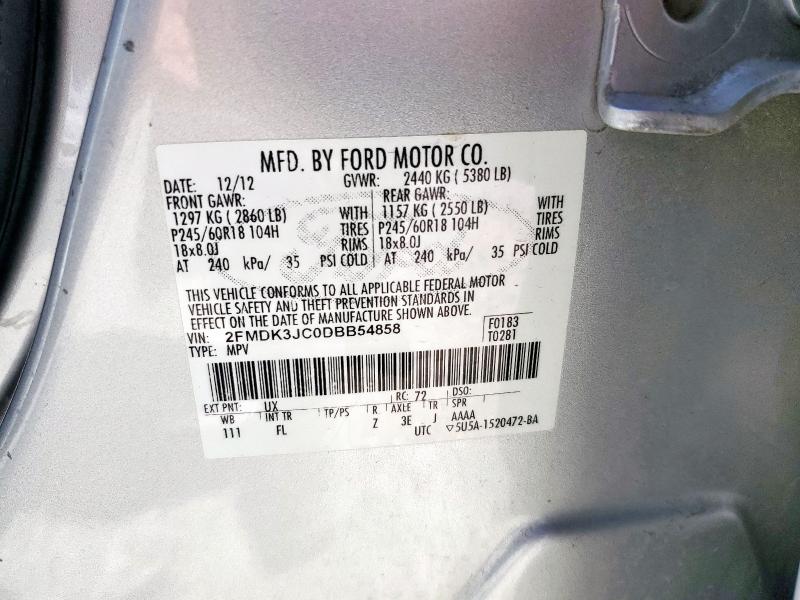 MFD. BY FORD MOTOR CO.
DATE: 12/12 GVWR: 2440 KG ( 5380 LB)
FRONT GAWR: REAR GAWR:
1297 KG ( 2860 LB) WITH 1157 KG ( 2550 LB) WITH
P245/60R18 104H TIRES P245/60R18 104H TIRES
18x8.0J RIMS 18x8.0J RIMS
AT 240 kPa/ 35 PSI COLD AT 240 kPa/ 35 PSI COLD
THIS VEHICLE CONFORMS TO ALL APPLICABLE FEDERAL MOTOR
VEHICLE SAFETY AND THEFT PREVENTION STANDARDS IN
EFFECT ON THE DATE OF MANUFACTURE SHOWN ABOVE.
VIN: 2FMDK3JC0DBB54858 F0183
TYPE: MPV T0281
EXT PNT: UX RC: 72 DSO:
WB INT TR TP/PS R AXLE TR SPR
111 FL Z 3E J AAAA
UTC ▽5U5A-1520472-BA